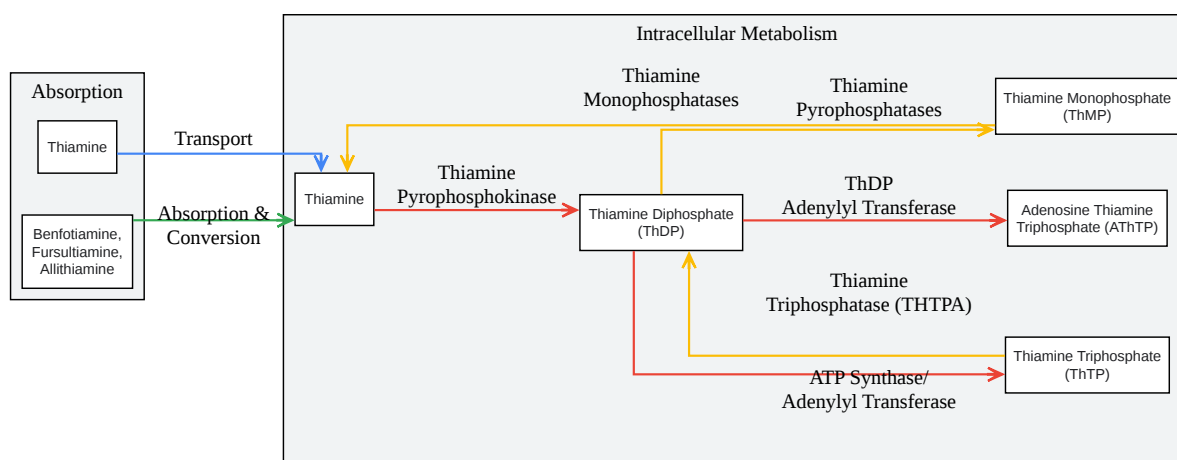 Intracellular Metabolism
Absorption
Thiamine
Transport
Benfotiamine,
Fursultiamine,
Allithiamine
Absorption &
Conversion
Thiamine
Thiamine
Pyrophosphokinase
Thiamine
Monophosphatases
Thiamine
Pyrophosphatases
Thiamine Monophosphate
(ThMP)
Thiamine Diphosphate
(ThDP)
ThDP
Adenylyl Transferase
Adenosine Thiamine
Triphosphate (AThTP)
Thiamine
Triphosphatase (THTPA)
Thiamine Triphosphate
(ThTP)
ATP Synthase/
Adenylyl Transferase